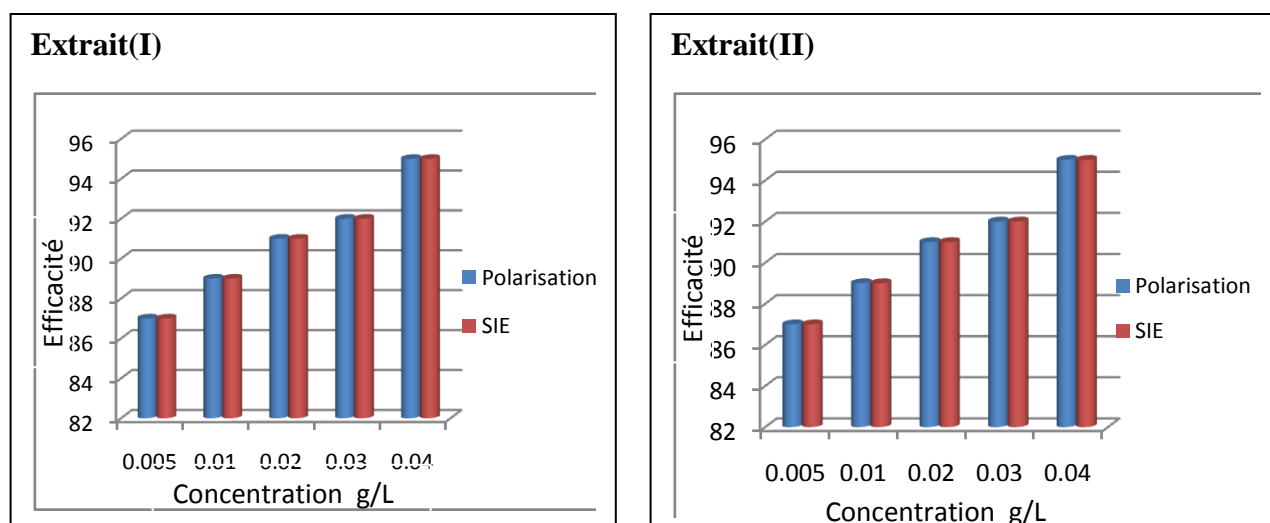 Extrait(I)
96
94
92
90
88
86
84
82
Efficacité
0.005 0.01 0.02 0.03 0.04
Concentration g/L
Polarisation
SIE
Extrait(II)
96
94
92
90
88
86
84
82
Efficacité
0.005 0.01 0.02 0.03 0.04
Concentration g/L
Polarisation
SIE